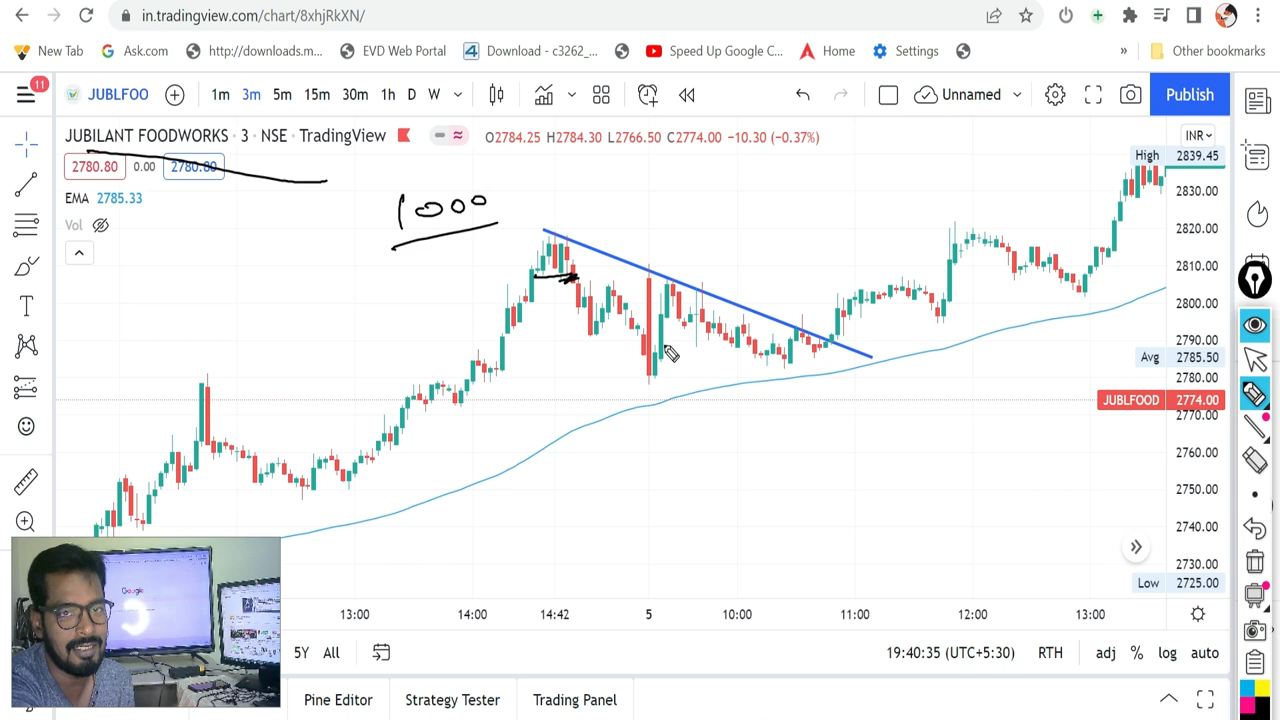 in.tradingview.com/chart/8xhjRkXN/
New Tab
Ask.com
http://downloads.m...
EVD Web Portal
Download - c3262_...
Speed Up Google C...
Home
Settings
»
Other bookmarks
11
JUBLFOO
1m
3m
5m
15m
30m
1h
D
W
Unnamed
Publish
JUBILANT FOODWORKS · 3 · NSE · TradingView
O2784.25 H2784.30 L2766.50 C2774.00 −10.30 (−0.37%)
INR
2780.80
0.00
2780.80
High 2839.45
EMA 2785.33
2830.00
1000
Vol
2820.00
2810.00
2800.00
2790.00
Avg 2785.50
2780.00
JUBLFOOD 2774.00
2770.00
2760.00
2750.00
2740.00
2730.00
Low 2725.00
Google
13:00
14:00
14:42
5
10:00
11:00
12:00
13:00
5Y
All
19:40:35 (UTC+5:30)
RTH
adj
%
log
auto
Pine Editor
Strategy Tester
Trading Panel